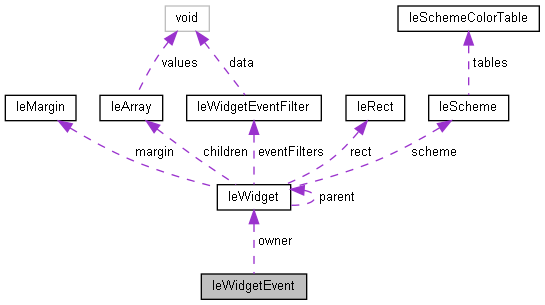 void
leSchemeColorTable
values
data
tables
leMargin
leArray
leWidgetEventFilter
leRect
leScheme
margin
children
eventFilters
rect
scheme
leWidget
parent
owner
leWidgetEvent